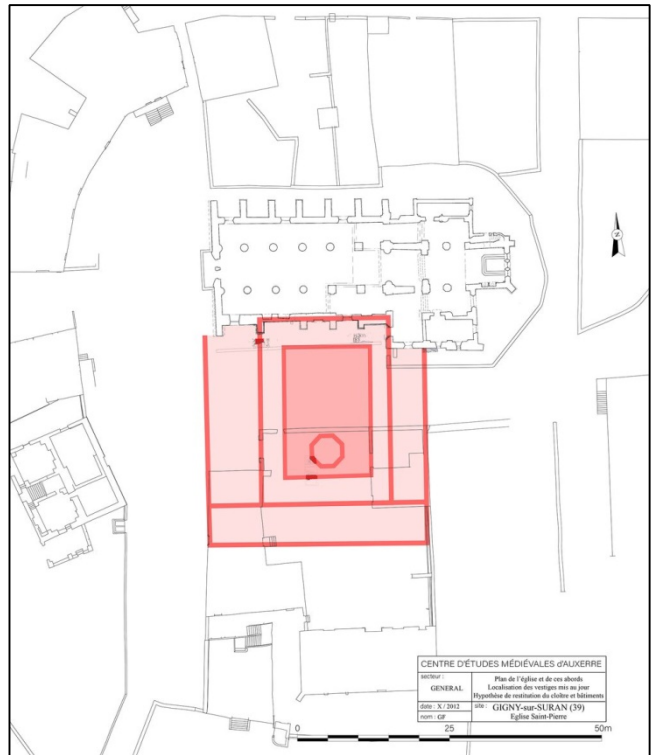 N
CENTRE D'ÉTUDES MÉDIÉVALES d'AUXERRE
secteur :
GENERAL
Plan de l'église et de ces abords
Localisation des vestiges mis au jour
Hypothèse de restitution du cloître et bâtiments
date : X / 2012
nom : GF
site : GIGNY-sur-SURAN (39)
Eglise Saint-Pierre
0 25 50m